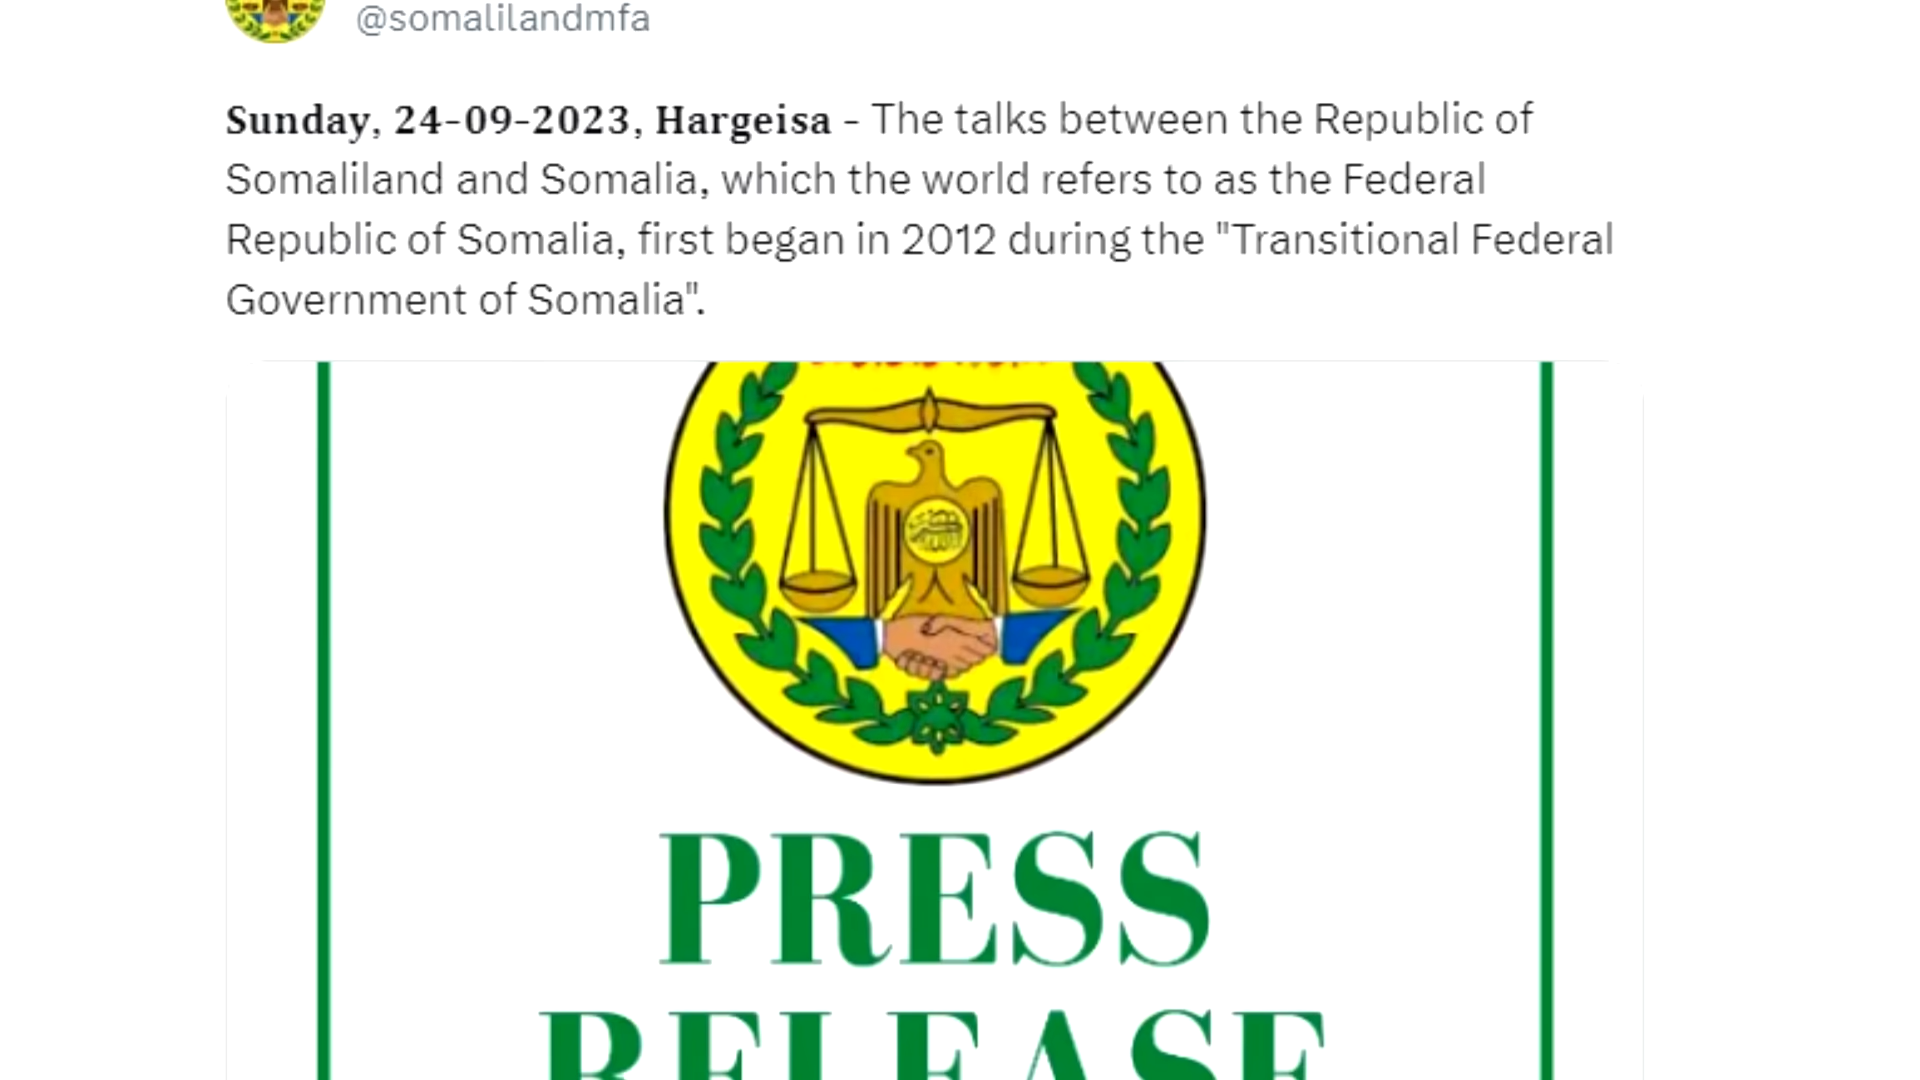 @somalilandmfa
Sunday, 24-09-2023, Hargeisa - The talks between the Republic of
Somaliland and Somalia, which the world refers to as the Federal
Republic of Somalia, first began in 2012 during the "Transitional Federal
Government of Somalia".
PRESS
RELEASE